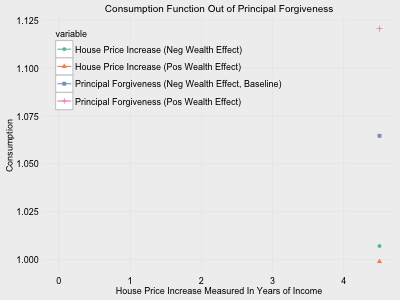 Consumption Function Out of Principal Forgiveness
1.125
1.100
1.075
1.050
1.025
1.000
Consumption
variable
House Price Increase (Neg Wealth Effect)
House Price Increase (Pos Wealth Effect)
Principal Forgiveness (Neg Wealth Effect, Baseline)
Principal Forgiveness (Pos Wealth Effect)
0 1 2 3 4
House Price Increase Measured In Years of Income